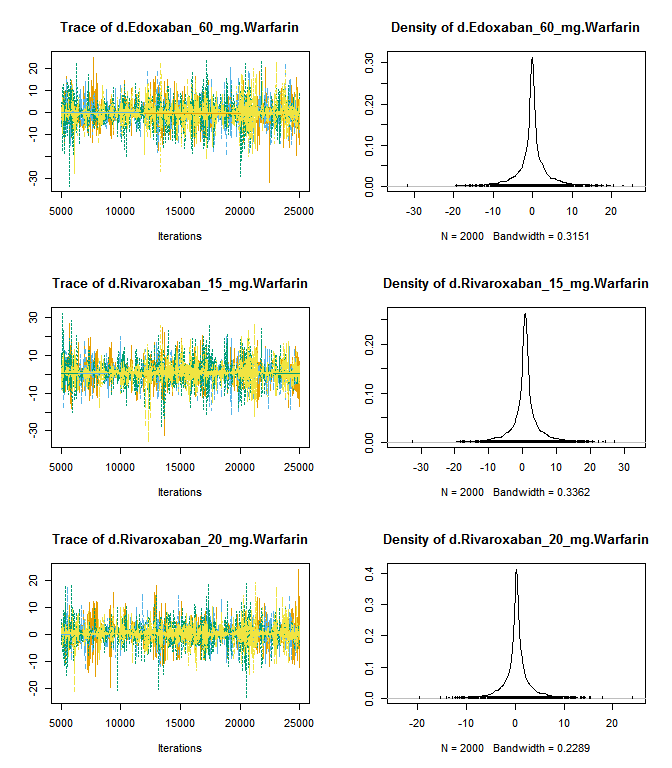 Trace of d.Edoxaban_60_mg.Warfarin
20
10
0
-10
-30
5000 10000 15000 20000 25000
Iterations
Density of d.Edoxaban_60_mg.Warfarin
0.30
0.20
0.10
0.00
-30 -20 -10 0 10 20
N = 2000 Bandwidth = 0.3151
Trace of d.Rivaroxaban_15_mg.Warfarin
30
10
-10
-30
5000 10000 15000 20000 25000
Iterations
Density of d.Rivaroxaban_15_mg.Warfarin
0.20
0.10
0.00
-30 -20 -10 0 10 20 30
N = 2000 Bandwidth = 0.3362
Trace of d.Rivaroxaban_20_mg.Warfarin
20
10
0
-10
-20
5000 10000 15000 20000 25000
Iterations
Density of d.Rivaroxaban_20_mg.Warfarin
0.4
0.3
0.2
0.1
0.0
-20 -10 0 10 20
N = 2000 Bandwidth = 0.2289